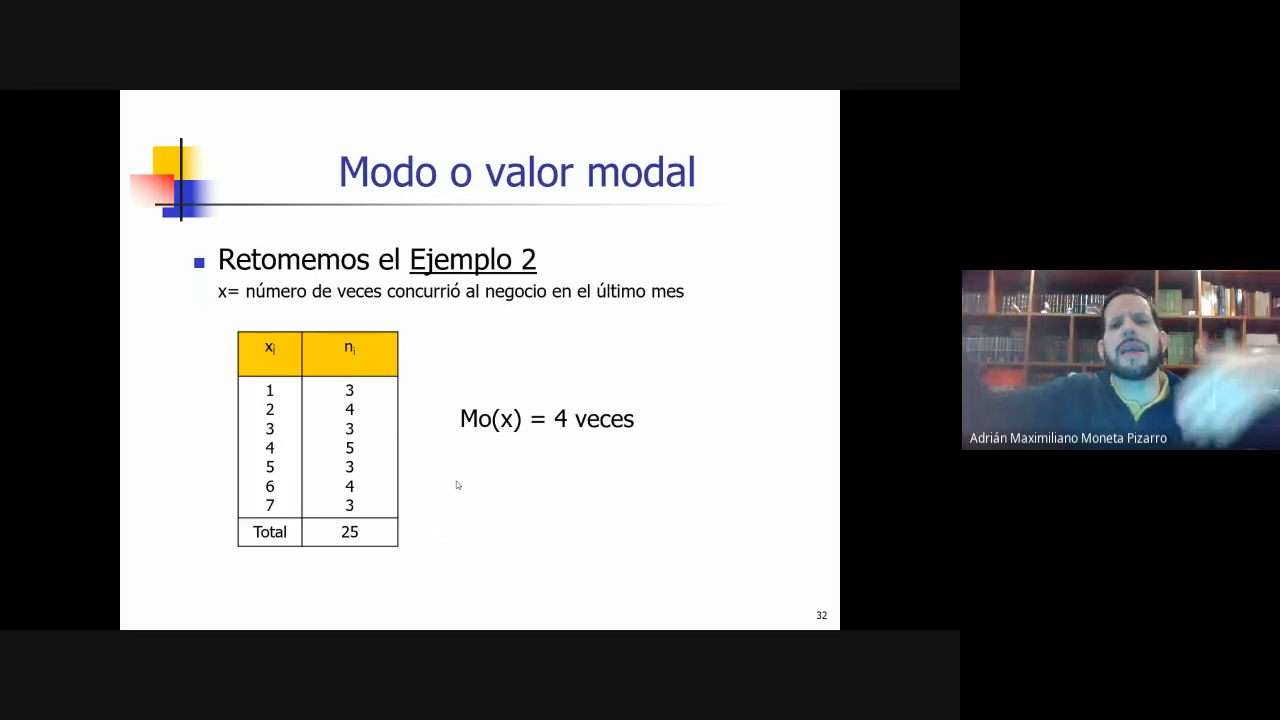 Modo o valor modal
Retomemos el Ejemplo 2
x= número de veces concurrió al negocio en el último mes
xi ni
1 3
2 4
3 3
4 5
5 3
6 4
7 3
Total 25
Mo(x) = 4 veces
32
Adrián Maximiliano Moneta Pizarro